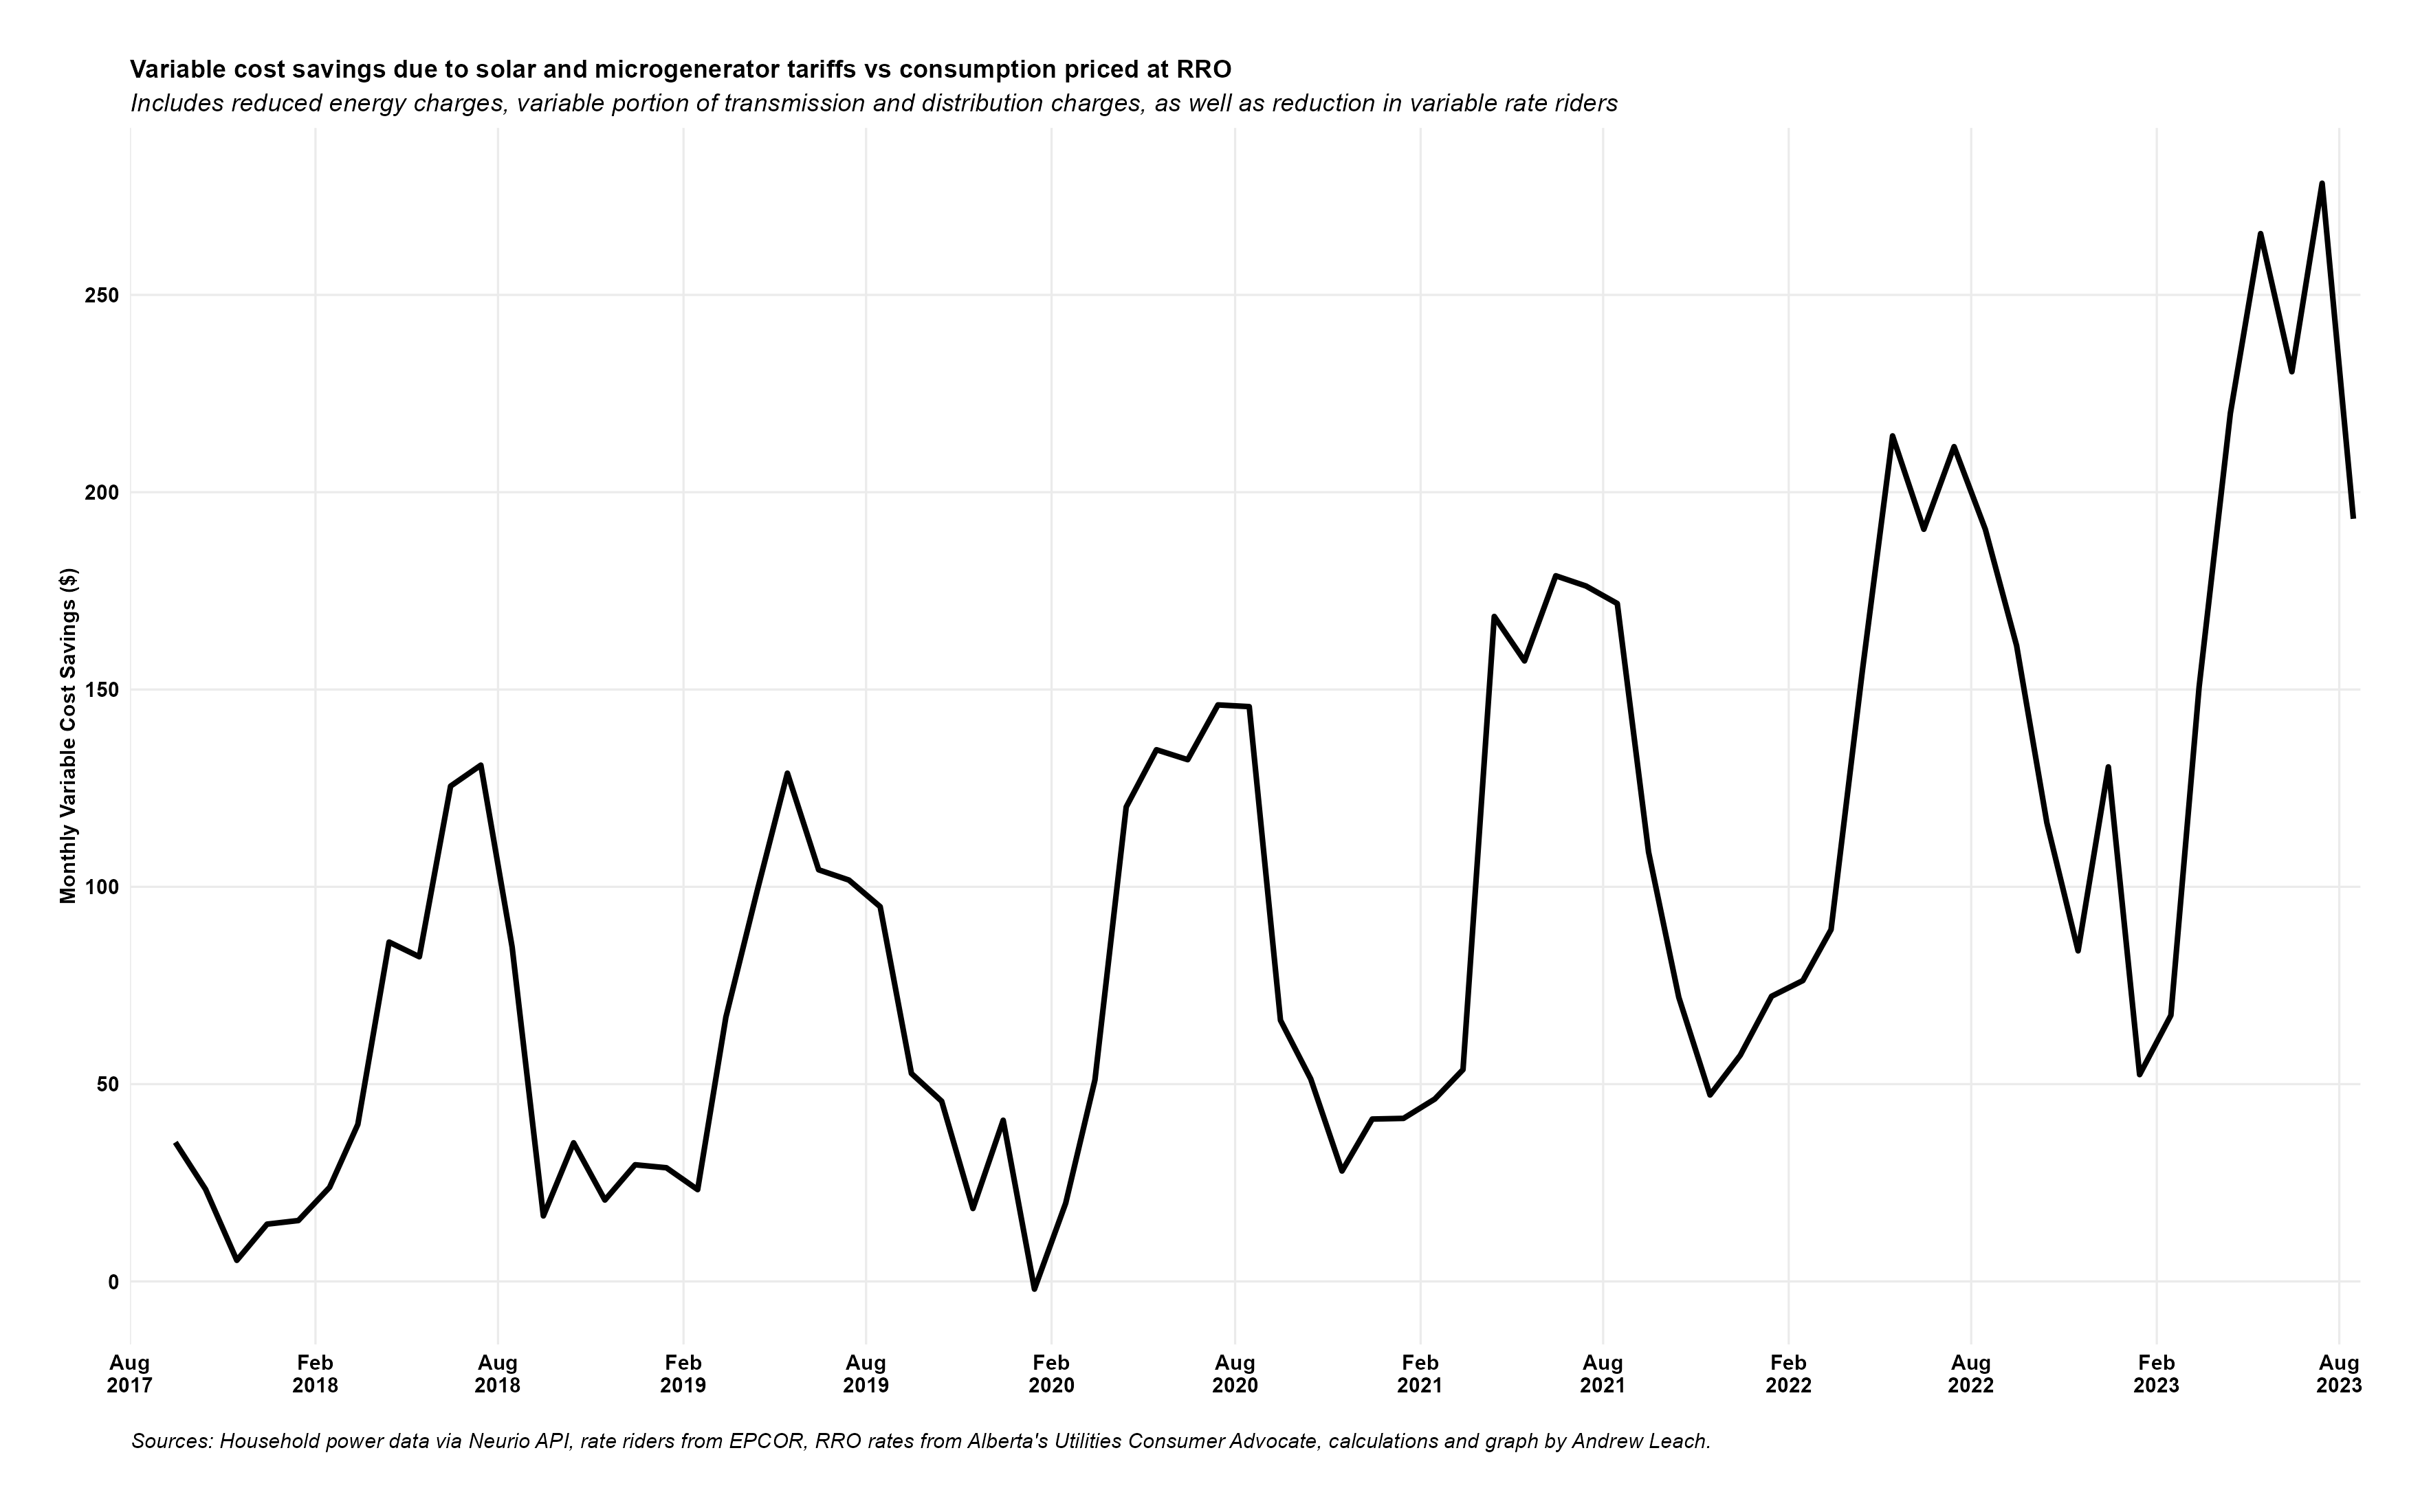 Variable cost savings due to solar and microgenerator tariffs vs consumption priced at RRO
Includes reduced energy charges, variable portion of transmission and distribution charges, as well as reduction in variable rate riders
Monthly Variable Cost Savings ($)
250
200
150
100
50
0
Aug Feb Aug Feb Aug Feb Aug Feb Aug Feb Aug Feb Aug
2017 2018 2018 2019 2019 2020 2020 2021 2021 2022 2022 2023 2023
Sources: Household power data via Neurio API, rate riders from EPCOR, RRO rates from Alberta's Utilities Consumer Advocate, calculations and graph by Andrew Leach.